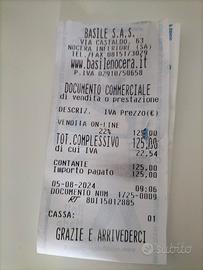 BASILE S.A.S.
VIA CASTALDO, 63
NOCERA INFERIORE (SA)
TEL./FAX 081517/3029
www.basilenocera.it
P.IVA 02910750658
DOCUMENTO COMMERCIALE
di vendita o prestazione
DESCRIZ. IVA Prezzo(€)
VENDITA ON-LINE
22% 125,00
TOT.COMPLESSIVO 125,00
di cui IVA 22,54
CONTANTE 125,00
Importo pagato 125,00
05-08-2024 09:06
DOCUMENTO NUM 1725-0009
RT 80115012885
CASSA: 01
GRAZIE E ARRIVEDERCI
subito